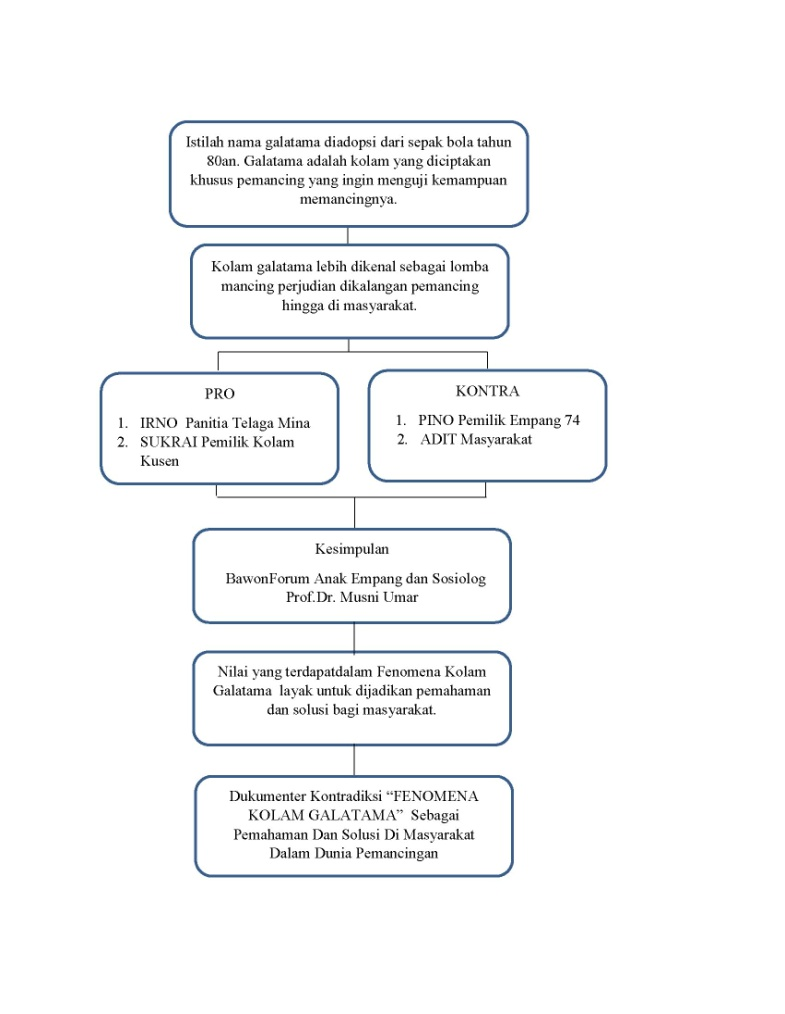 Istilah nama galatama diadopsi dari sepak bola tahun
80an. Galatama adalah kolam yang diciptakan
khusus pemancing yang ingin menguji kemampuan
memancingnya.
Kolam galatama lebih dikenal sebagai lomba
mancing perjudian dikalangan pemancing
hingga di masyarakat.
PRO
1. IRNO Panitia Telaga Mina
2. SUKRAI Pemilik Kolam
Kusen
KONTRA
1. PINO Pemilik Empang 74
2. ADIT Masyarakat
Kesimpulan
BawonForum Anak Empang dan Sosiolog
Prof.Dr. Musni Umar
Nilai yang terdapatdalam Fenomena Kolam
Galatama layak untuk dijadikan pemahaman
dan solusi bagi masyarakat.
Dukumenter Kontradiksi “FENOMENA
KOLAM GALATAMA” Sebagai
Pemahaman Dan Solusi Di Masyarakat
Dalam Dunia Pemancingan